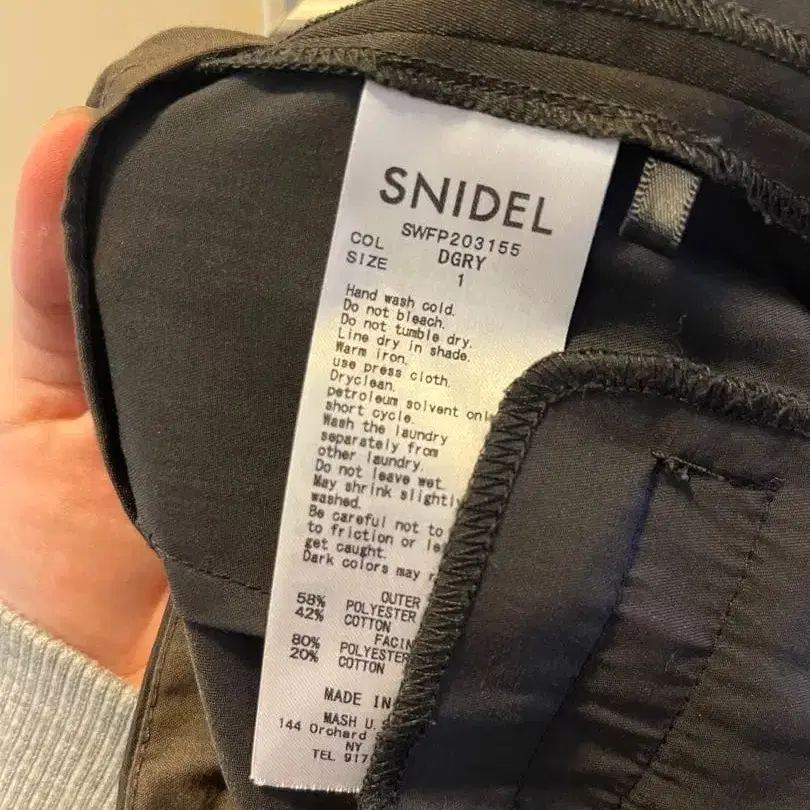 SNIDEL
SWFP203155
COL DGRY
SIZE 1
Hand wash cold.
Do not bleach.
Do not tumble dry.
Line dry in shade.
Warm iron.
use press cloth.
Dryclean.
petroleum solvent
short cycle.
Wash the laundry
separately from
other laundry.
Do not leave wet.
May shrink slightly
washed.
Be careful not to
to friction or
get caught.
Dark colors may
OUTER
58% POLYESTER
42% COTTON
80% POLYESTER
20% COTTON
MADE IN
MASH U.
144 Orchard
NY
TEL